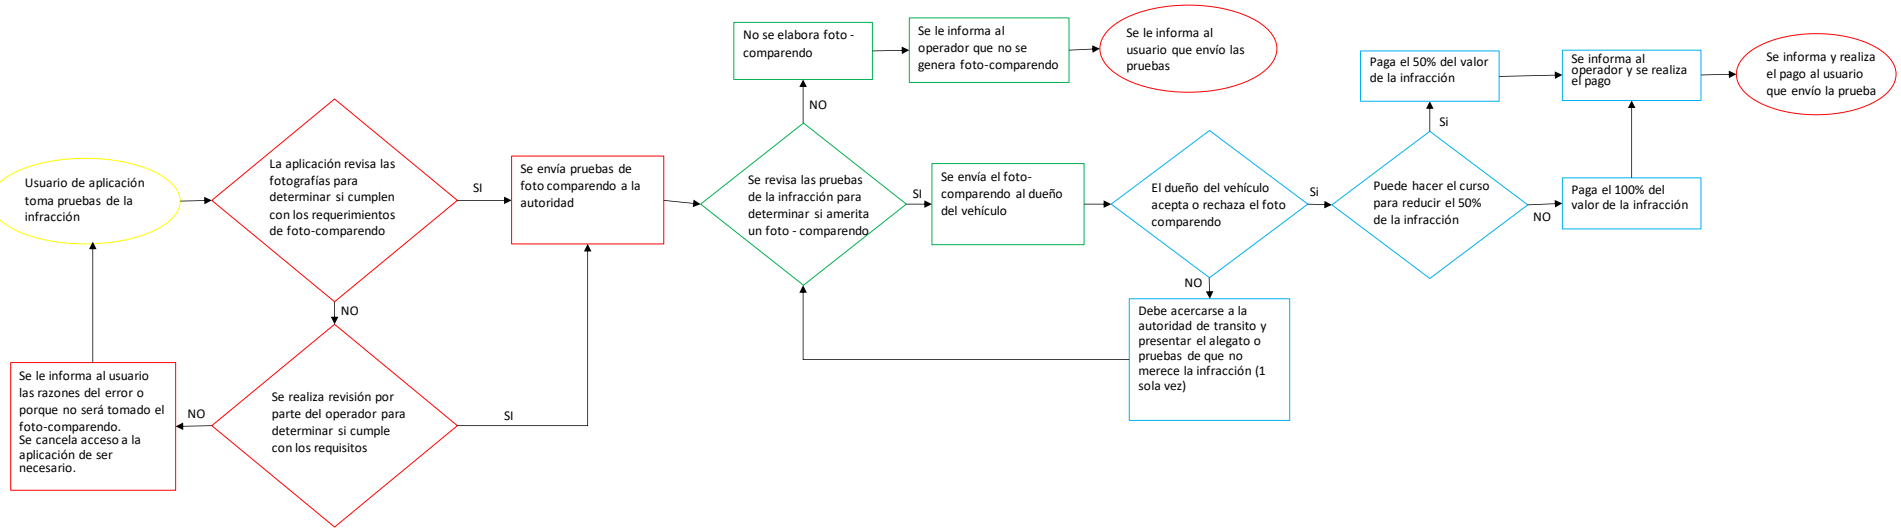 Usuario de aplicación
toma pruebas de la
infracción
La aplicación revisa las
fotografías para
determinar si cumplen
con los requerimientos
de foto-comparendo
SI
NO
Se realiza revisión por
parte del operador para
determinar si cumple
con los requisitos
NO
SI
Se le informa al usuario
las razones del error o
porque no será tomado el
foto-comparendo.
Se cancela acceso a la
aplicación de ser
necesario.
Se envía pruebas de
foto comparendo a la
autoridad
Se revisa las pruebas
de la infracción para
determinar si amerita
un foto - comparendo
NO
SI
No se elabora foto -
comparendo
Se le informa al
operador que no se
genera foto-comparendo
Se le informa al
usuario que envío las
pruebas
Se envía el foto-
comparendo al dueño
del vehículo
El dueño del vehículo
acepta o rechaza el foto
comparendo
Si
NO
Debe acercarse a la
autoridad de transito y
presentar el alegato o
pruebas de que no
merece la infracción (1
sola vez)
Puede hacer el curso
para reducir el 50%
de la infracción
Si
NO
Paga el 50% del valor
de la infracción
Paga el 100% del
valor de la infracción
Se informa al
operador y se realiza
el pago
Se informa y realiza
el pago al usuario
que envío la prueba